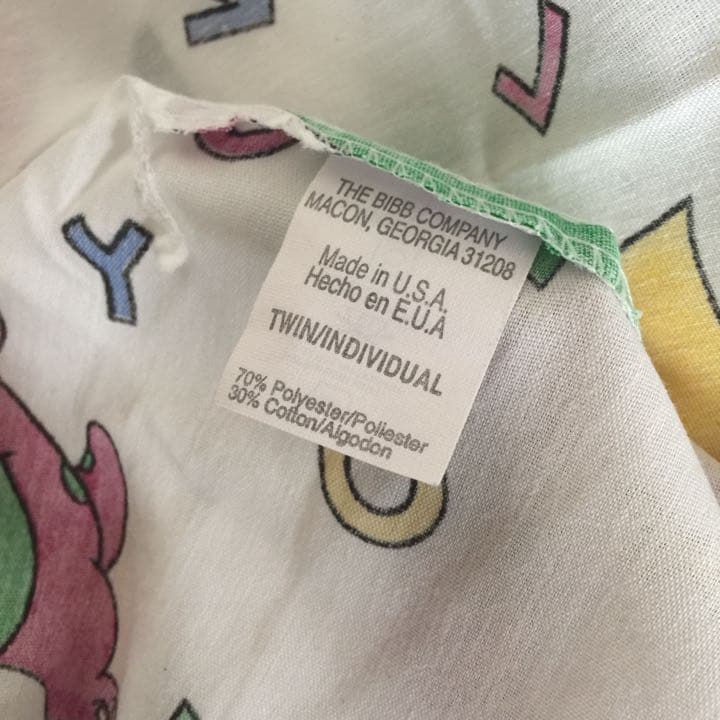 THE BIBB COMPANY
MACON, GEORGIA 31208
Made in U.S.A.
Hecho en E.U.A
TWIN/INDIVIDUAL
70% Polyester/Poliester
30% Cotton/Algodon
Y
O
L